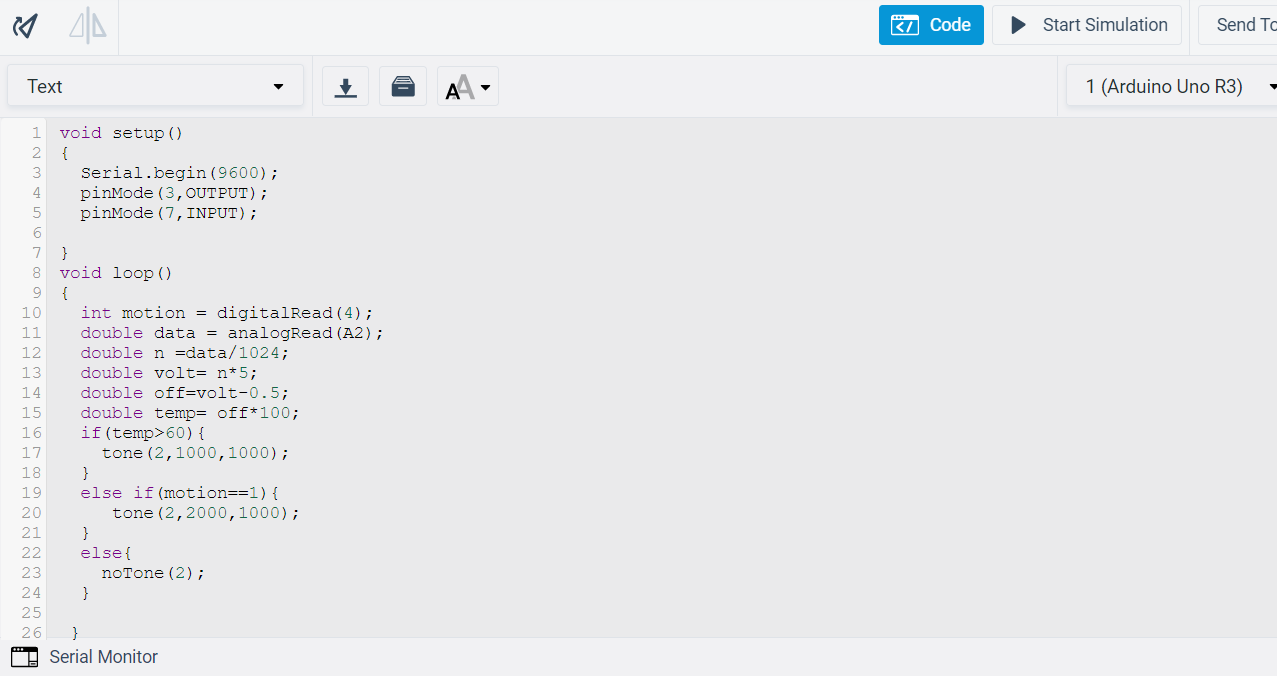 Code
Start Simulation
Send To
Text
1 (Arduino Uno R3)
1 void setup()
2 {
3   Serial.begin(9600);
4   pinMode(3,OUTPUT);
5   pinMode(7,INPUT);
6
7 }
8 void loop()
9 {
10   int motion = digitalRead(4);
11   double data = analogRead(A2);
12   double n =data/1024;
13   double volt= n*5;
14   double off=volt-0.5;
15   double temp= off*100;
16   if(temp>60){
17     tone(2,1000,1000);
18   }
19   else if(motion==1){
20      tone(2,2000,1000);
21   }
22   else{
23     noTone(2);
24   }
25
26  }
Serial Monitor